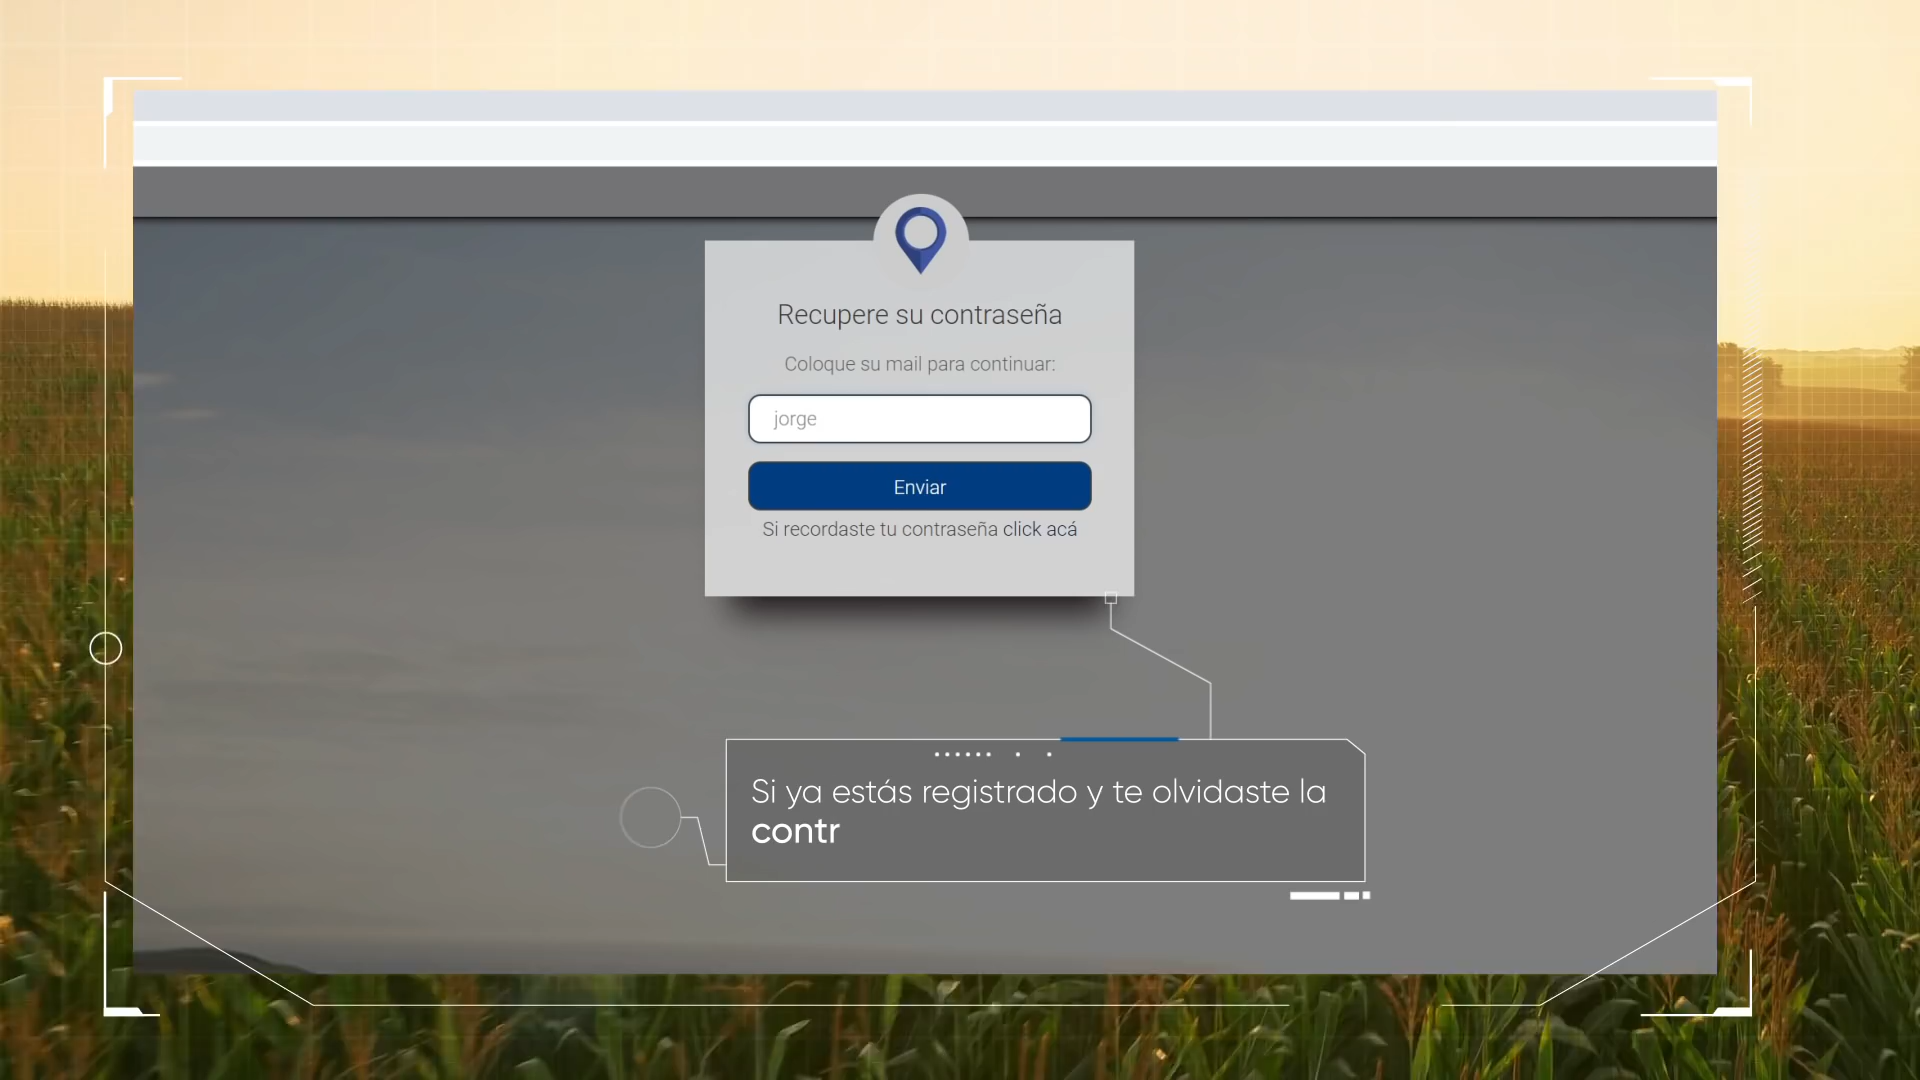 Recupere su contraseña
Coloque su mail para continuar:
jorge
Enviar
Si recordaste tu contraseña click acá
Si ya estás registrado y te olvidaste la
contr